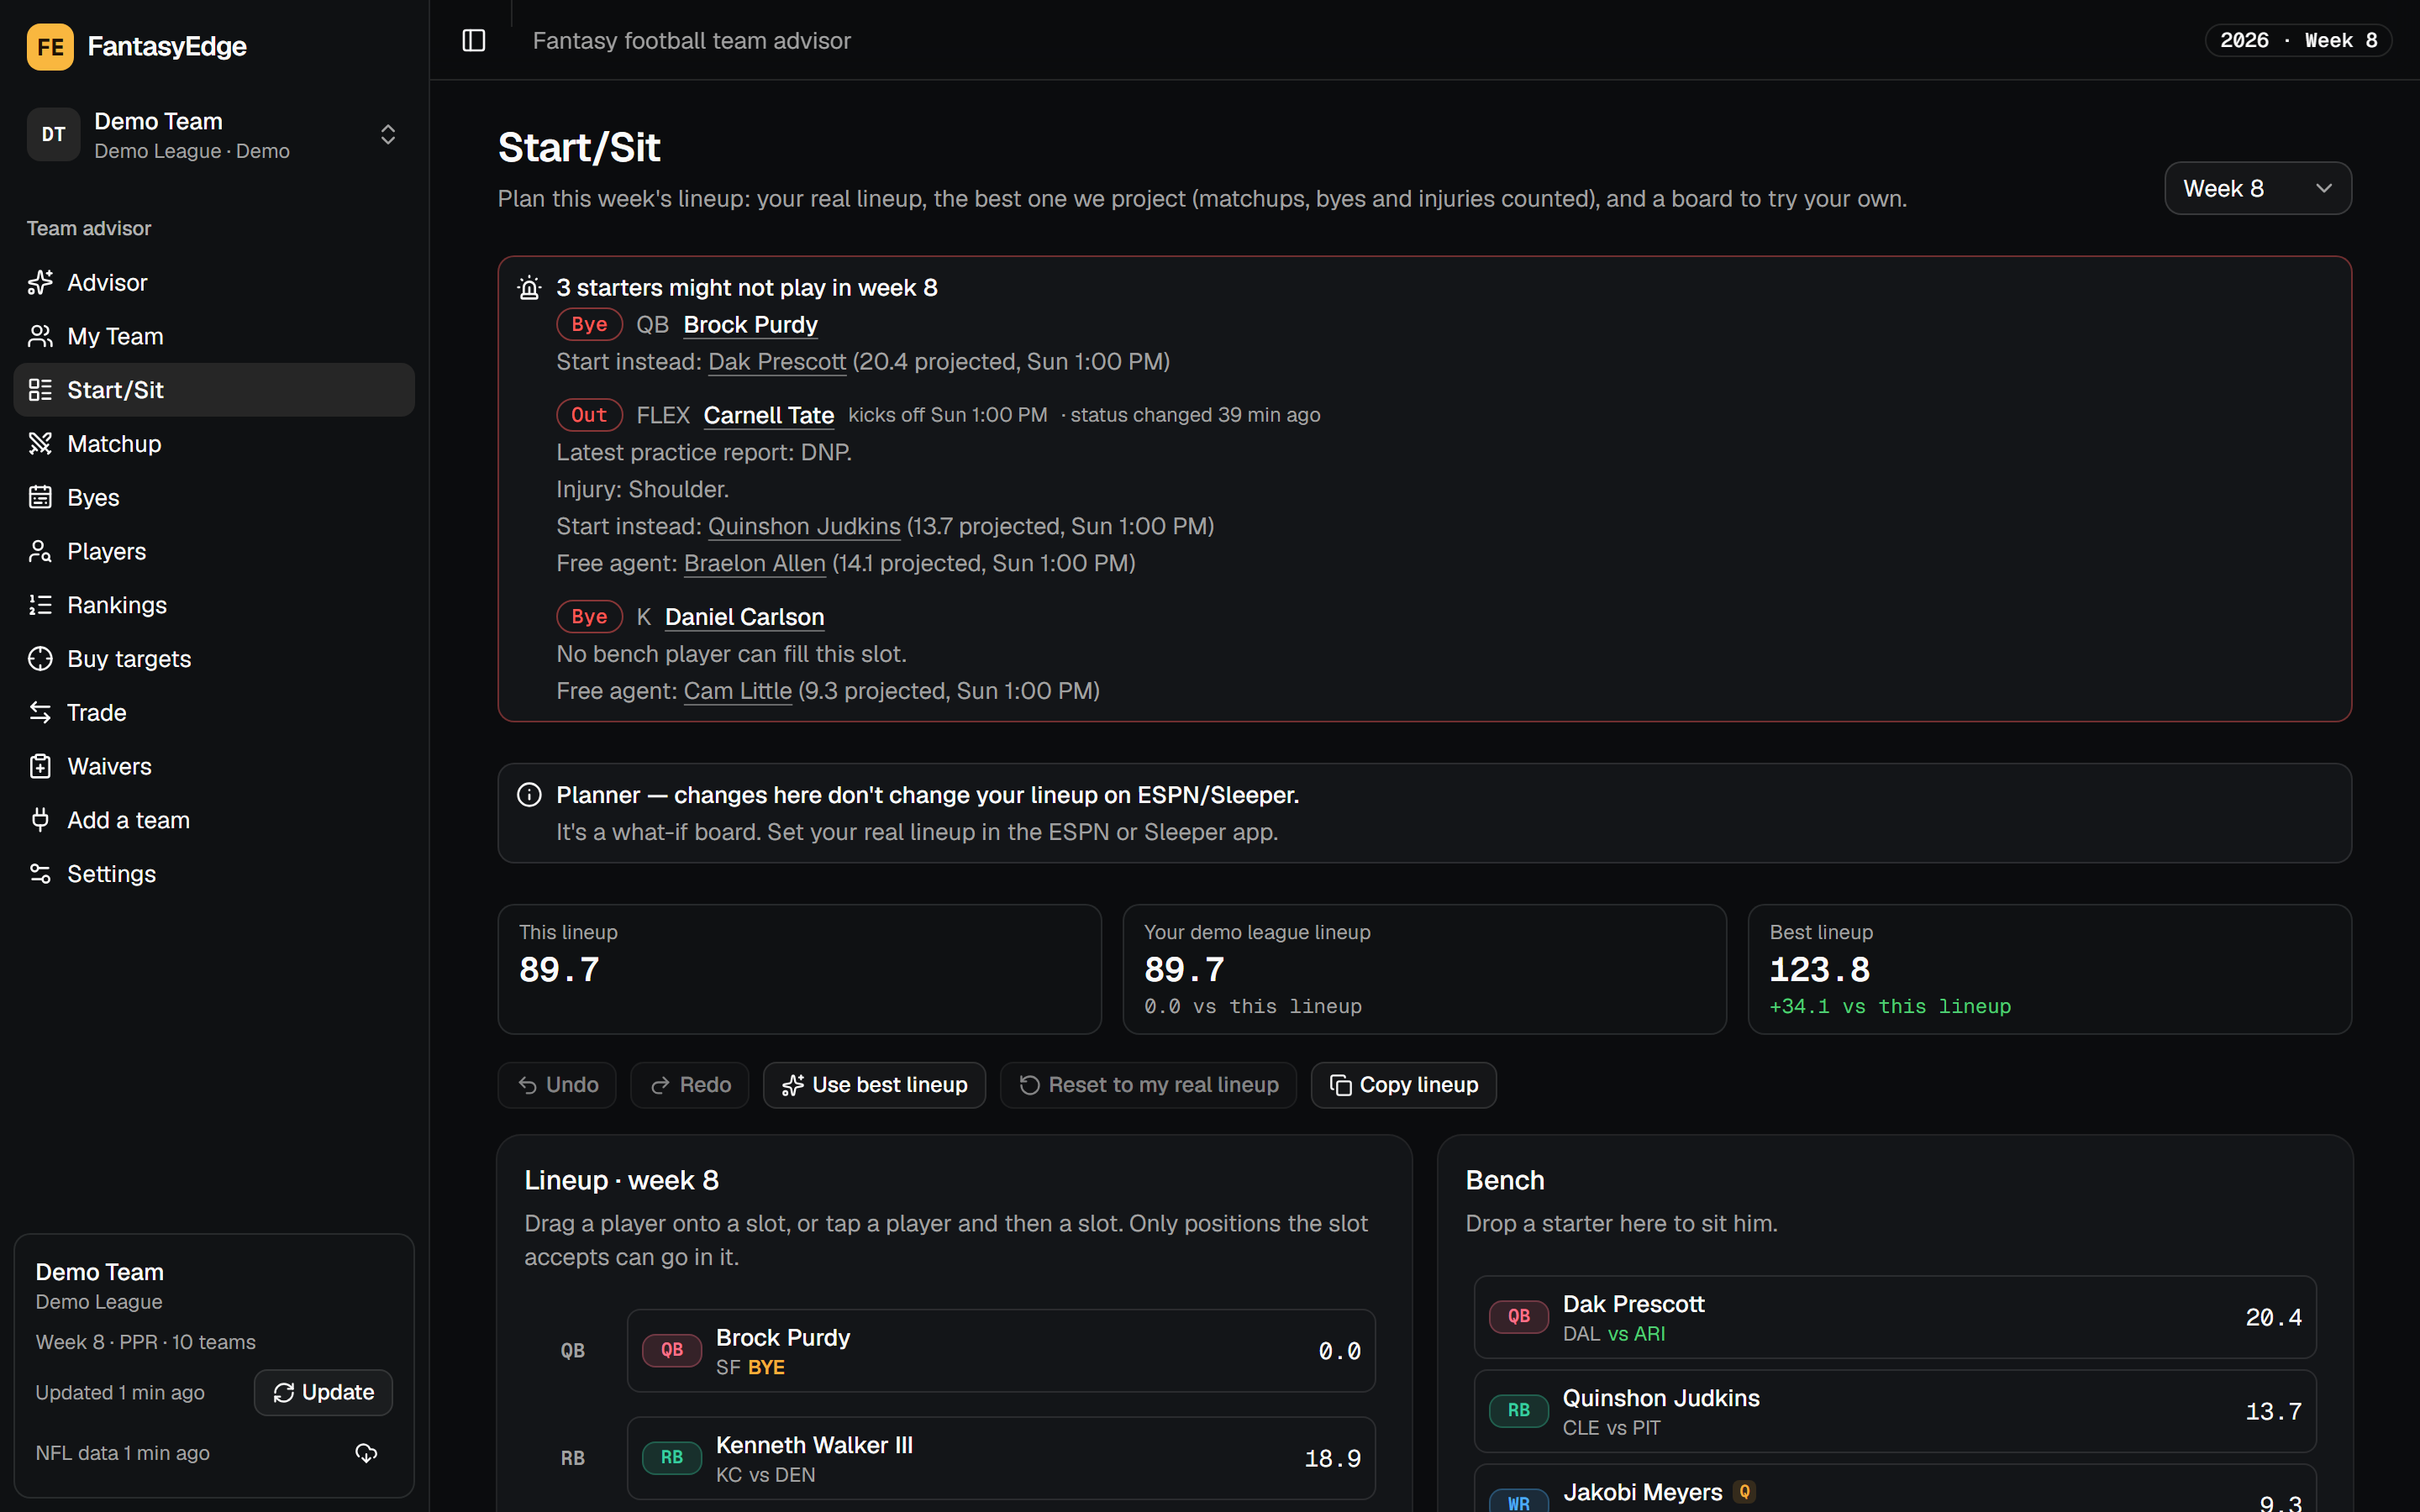 FE FantasyEdge
DT Demo Team
Demo League · Demo
Team advisor
Advisor
My Team
Start/Sit
Matchup
Byes
Players
Rankings
Buy targets
Trade
Waivers
Add a team
Settings
Demo Team
Demo League
Week 8 · PPR · 10 teams
Updated 1 min ago Update
NFL data 1 min ago
Fantasy football team advisor
2026 · Week 8
Start/Sit
Plan this week's lineup: your real lineup, the best one we project (matchups, byes and injuries counted), and a board to try your own.
Week 8
3 starters might not play in week 8
Bye QB Brock Purdy
Start instead: Dak Prescott (20.4 projected, Sun 1:00 PM)
Out FLEX Carnell Tate kicks off Sun 1:00 PM · status changed 39 min ago
Latest practice report: DNP.
Injury: Shoulder.
Start instead: Quinshon Judkins (13.7 projected, Sun 1:00 PM)
Free agent: Braelon Allen (14.1 projected, Sun 1:00 PM)
Bye K Daniel Carlson
No bench player can fill this slot.
Free agent: Cam Little (9.3 projected, Sun 1:00 PM)
Planner — changes here don't change your lineup on ESPN/Sleeper.
It's a what-if board. Set your real lineup in the ESPN or Sleeper app.
This lineup
89.7
Your demo league lineup
89.7
0.0 vs this lineup
Best lineup
123.8
+34.1 vs this lineup
Undo Redo Use best lineup Reset to my real lineup Copy lineup
Lineup · week 8
Drag a player onto a slot, or tap a player and then a slot. Only positions the slot
accepts can go in it.
QB QB Brock Purdy 0.0
SF BYE
RB RB Kenneth Walker III 18.9
KC vs DEN
Bench
Drop a starter here to sit him.
QB Dak Prescott 20.4
DAL vs ARI
RB Quinshon Judkins 13.7
CLE vs PIT
WR Jakobi Meyers Q 9.3